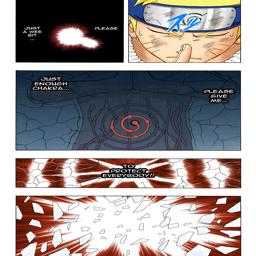 PLEASE
JUST
A WEE
BIT
...
PLEASE
GIVE
ME...
JUST
ENOUGH
CHAKRA...
TO
PROTECT
EVERYBODY!!